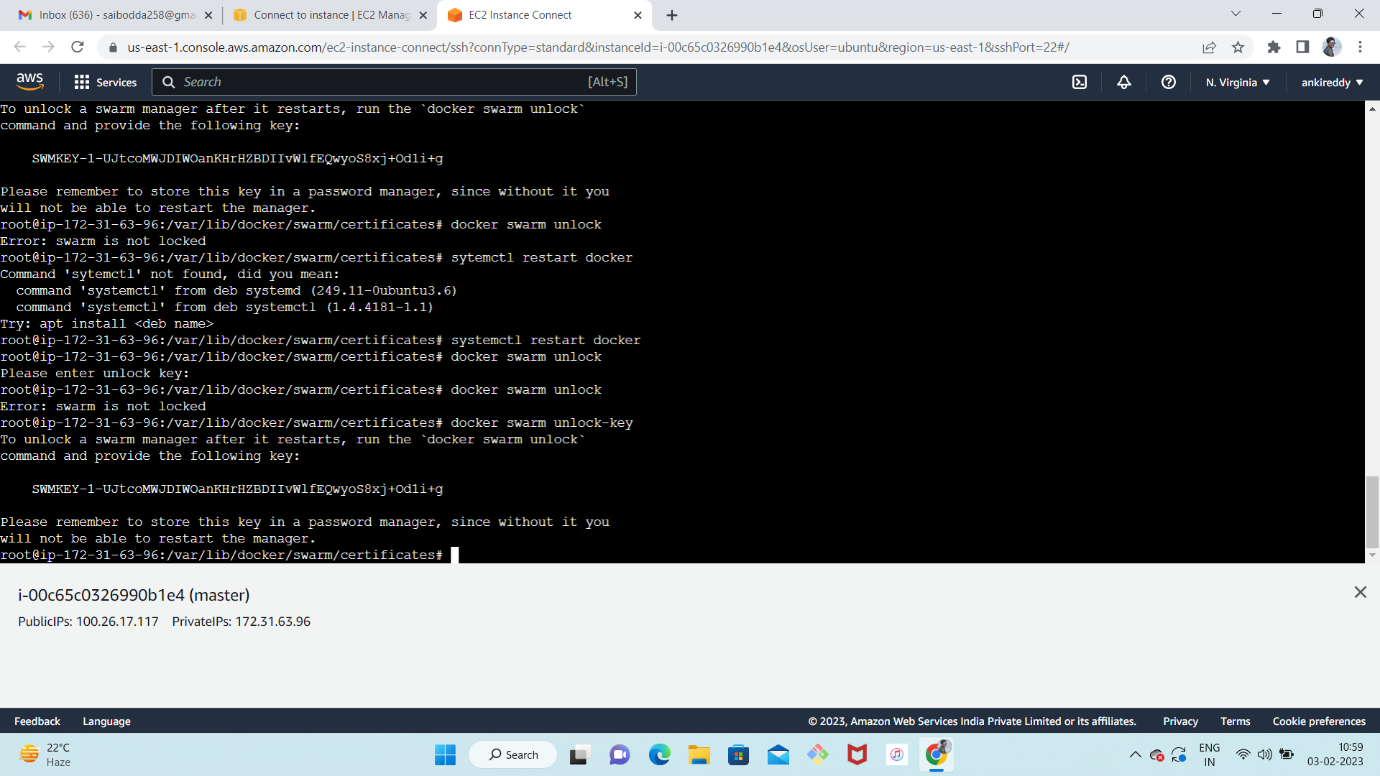 Inbox (636) - saibodda258@gma
Connect to instance | EC2 Manag
EC2 Instance Connect
us-east-1.console.aws.amazon.com/ec2-instance-connect/ssh?connType=standard&instanceId=i-00c65c0326990b1e4&osUser=ubuntu&region=us-east-1&sshPort=22#/
aws
Services
Search
[Alt+S]
N. Virginia
ankireddy
To unlock a swarm manager after it restarts, run the `docker swarm unlock`
command and provide the following key:
SWMKEY-1-UJtcoMWJDIWOanKHrHZBDIIvWlfEQwyoS8xj+Od1i+g
Please remember to store this key in a password manager, since without it you
will not be able to restart the manager.
root@ip-172-31-63-96:/var/lib/docker/swarm/certificates# docker swarm unlock
Error: swarm is not locked
root@ip-172-31-63-96:/var/lib/docker/swarm/certificates# sytemctl restart docker
Command 'sytemctl' not found, did you mean:
command 'systemctl' from deb systemd (249.11-0ubuntu3.6)
command 'systemctl' from deb systemctl (1.4.4181-1.1)
Try: apt install <deb name>
root@ip-172-31-63-96:/var/lib/docker/swarm/certificates# systemctl restart docker
root@ip-172-31-63-96:/var/lib/docker/swarm/certificates# docker swarm unlock
Please enter unlock key:
root@ip-172-31-63-96:/var/lib/docker/swarm/certificates# docker swarm unlock
Error: swarm is not locked
root@ip-172-31-63-96:/var/lib/docker/swarm/certificates# docker swarm unlock-key
To unlock a swarm manager after it restarts, run the `docker swarm unlock`
command and provide the following key:
SWMKEY-1-UJtcoMWJDIWOanKHrHZBDIIvWlfEQwyoS8xj+Od1i+g
Please remember to store this key in a password manager, since without it you
will not be able to restart the manager.
root@ip-172-31-63-96:/var/lib/docker/swarm/certificates#
i-00c65c0326990b1e4 (master)
PublicIPs: 100.26.17.117 PrivateIPs: 172.31.63.96
Feedback
Language
© 2023, Amazon Web Services India Private Limited or its affiliates.
Privacy
Terms
Cookie preferences
22°C
Haze
Search
ENG
IN
10:59
03-02-2023